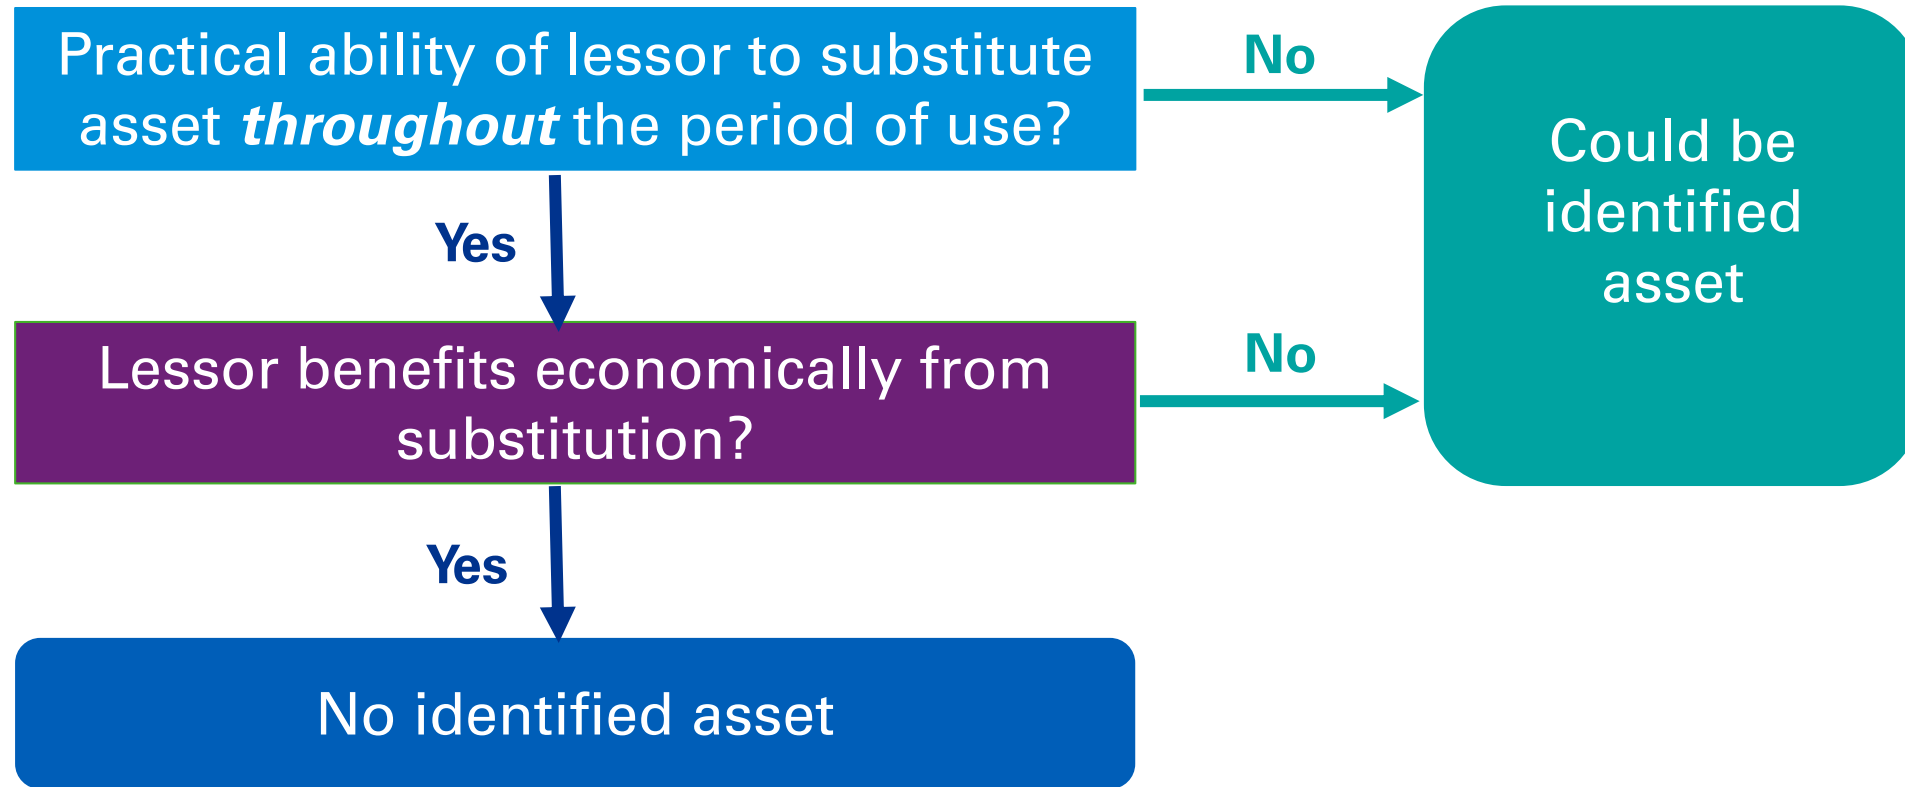 Practical ability of lessor to substitute
asset throughout the period of use?
No
Could be
identified
asset
Yes
Lessor benefits economically from
substitution?
No
Yes
No identified asset